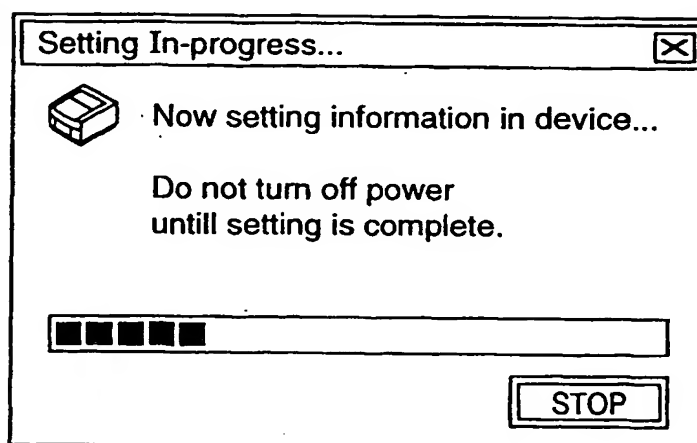 Setting In-progress...
Now setting information in device...
Do not turn off power
untill setting is complete.
STOP